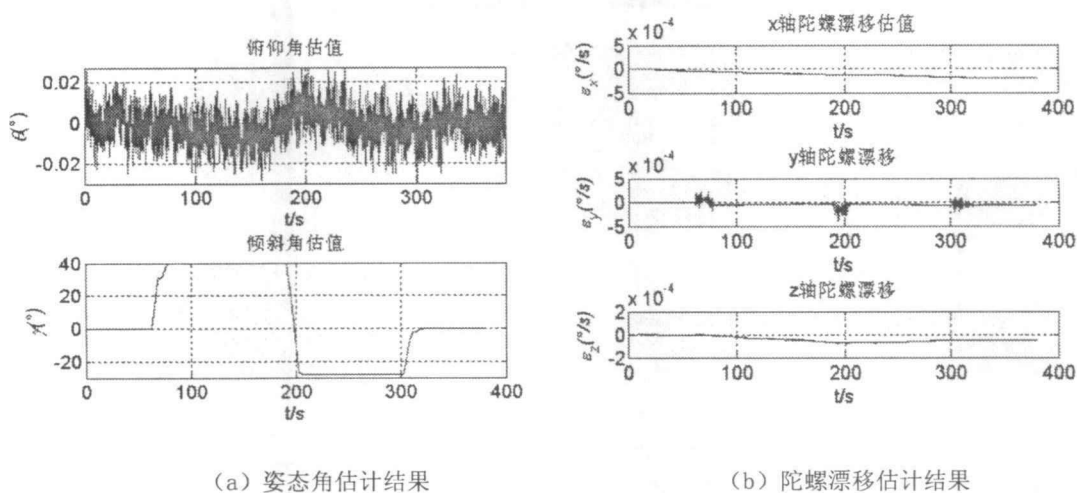 俯仰角估值
0.02
0
-0.02
θ(°)
0
100
200
300
t/s
倾斜角估值
40
20
0
-20
γ(°)
0
100
200
300
400
t/s
(a) 姿态角估计结果
x轴陀螺漂移估值
5 x 10⁻⁴
0
-5
εx(°/s)
0
100
200
300
400
t/s
y轴陀螺漂移
5 x 10⁻⁴
0
-5
εy(°/s)
0
100
200
300
400
t/s
z轴陀螺漂移
2 x 10⁻⁴
0
-2
εz(°/s)
0
100
200
300
400
t/s
(b) 陀螺漂移估计结果